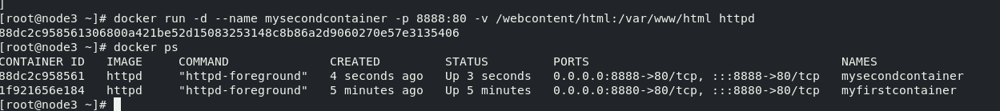 ]
[root@node3 ~]# docker run -d --name mysecondcontainer -p 8888:80 -v /webcontent/html:/var/www/html httpd
88dc2c958561306800a421be52d15083253148c8b86a2d9060270e57e3135406
[root@node3 ~]# docker ps
CONTAINER ID   IMAGE     COMMAND              CREATED         STATUS         PORTS                                   NAMES
88dc2c958561   httpd     "httpd-foreground"   4 seconds ago   Up 3 seconds   0.0.0.0:8888->80/tcp, :::8888->80/tcp   mysecondcontainer
1f921656e184   httpd     "httpd-foreground"   5 minutes ago   Up 5 minutes   0.0.0.0:8880->80/tcp, :::8880->80/tcp   myfirstcontainer
[root@node3 ~]#